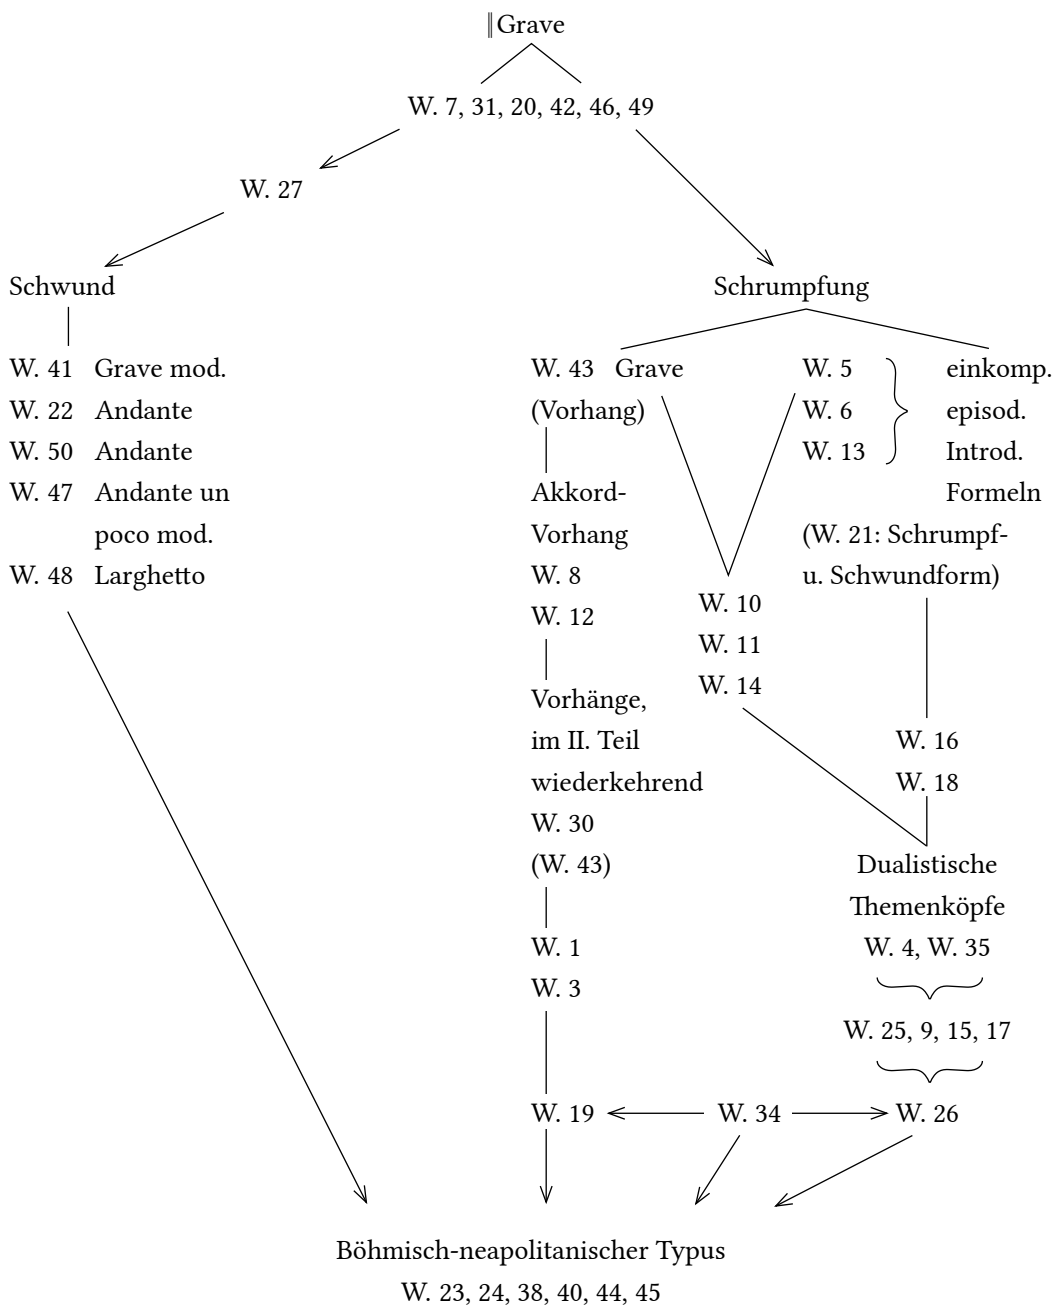 ‖Grave
W. 7, 31, 20, 42, 46, 49
W. 27
Schwund
W. 41 Grave mod.
W. 22 Andante
W. 50 Andante
W. 47 Andante un
poco mod.
W. 48 Larghetto
Schrumpfung
W. 43 Grave
(Vorhang)
Akkord-
Vorhang
W. 8
W. 12
Vorhänge,
im II. Teil
wiederkehrend
W. 30
(W. 43)
W. 1
W. 3
W. 19
W. 5
W. 6
W. 13
einkomp.
episod.
Introd.
Formeln
(W. 21: Schrumpf-
u. Schwundform)
W. 10
W. 11
W. 14
W. 16
W. 18
Dualistische
Themenköpfe
W. 4, W. 35
W. 25, 9, 15, 17
W. 34
W. 26
Böhmisch-neapolitanischer Typus
W. 23, 24, 38, 40, 44, 45